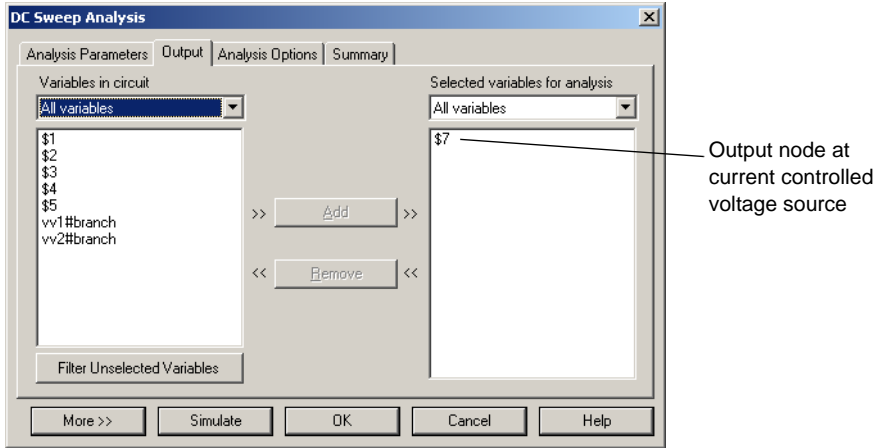 DC Sweep Analysis
Analysis Parameters Output Analysis Options Summary
Variables in circuit
All variables
$1
$2
$3
$4
$5
vv1#branch
vv2#branch
Filter Unselected Variables
>> Add >>
<< Remove <<
Selected variables for analysis
All variables
$7
Output node at
current controlled
voltage source
More >> Simulate OK Cancel Help